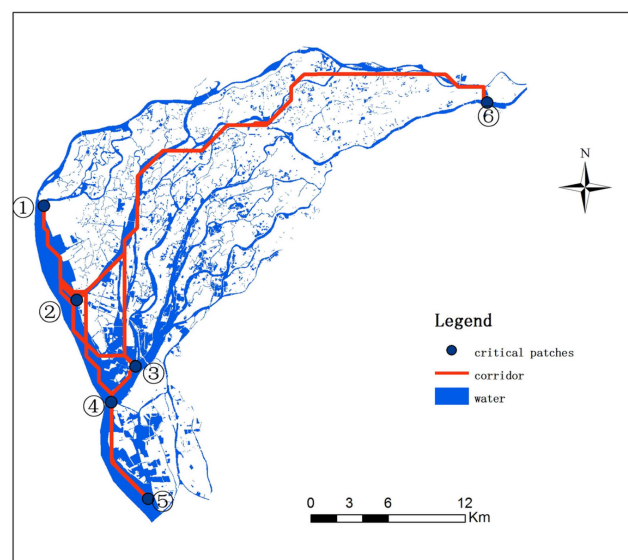 ⑥
N
①
②
Legend
critical patches
③
corridor
④
water
⑤
0 3 6 12
Km